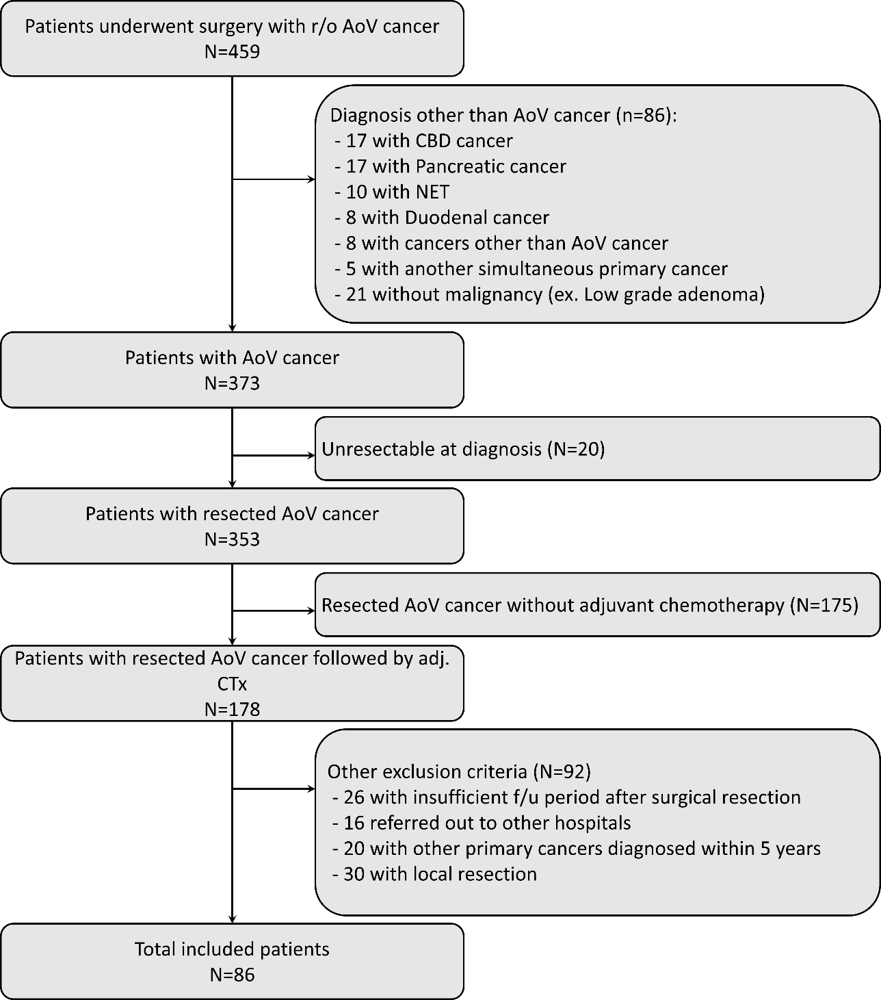 Patients underwent surgery with r/o AoV cancer
N=459
Diagnosis other than AoV cancer (n=86):
- 17 with CBD cancer
- 17 with Pancreatic cancer
- 10 with NET
- 8 with Duodenal cancer
- 8 with cancers other than AoV cancer
- 5 with another simultaneous primary cancer
- 21 without malignancy (ex. Low grade adenoma)
Patients with AoV cancer
N=373
Unresectable at diagnosis (N=20)
Patients with resected AoV cancer
N=353
Resected AoV cancer without adjuvant chemotherapy (N=175)
Patients with resected AoV cancer followed by adj.
CTx
N=178
Other exclusion criteria (N=92)
- 26 with insufficient f/u period after surgical resection
- 16 referred out to other hospitals
- 20 with other primary cancers diagnosed within 5 years
- 30 with local resection
Total included patients
N=86